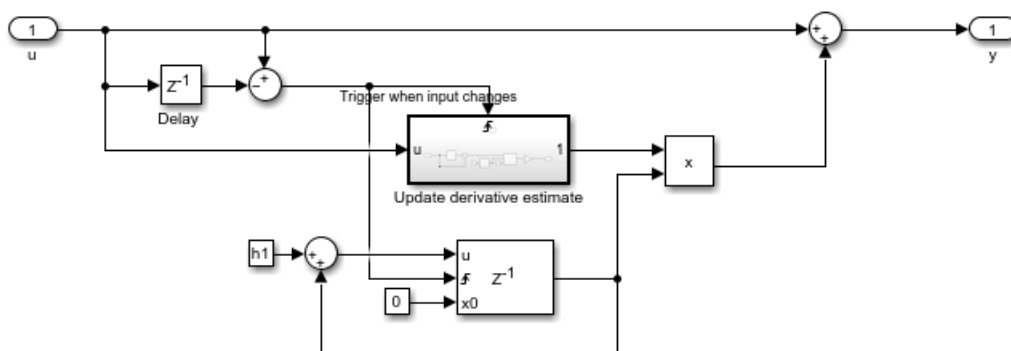 1
u
1
y
+
+
Z-1
Delay
+
−
Trigger when input changes
u
1
Update derivative estimate
x
h1
+
+
u
Z-1
0
x0